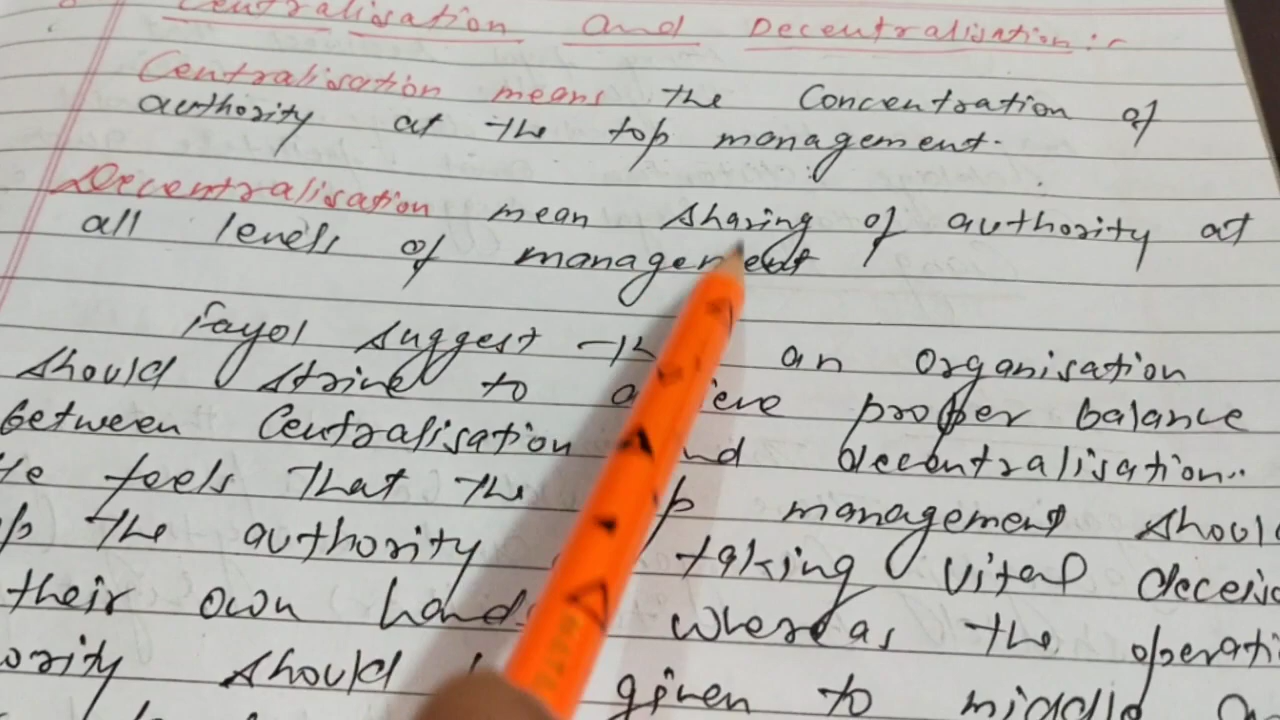 Centralisation and Decentralisation:-
Centralisation means the Concentration of
authority at the top management.
Decentralisation mean sharing of authority at
all levels of management
Fayol suggest an Organisation
should strive to proper balance
between Centralisation decentralisation..
feels that the management
the authority taking vital
their own whereas the
should given to middle